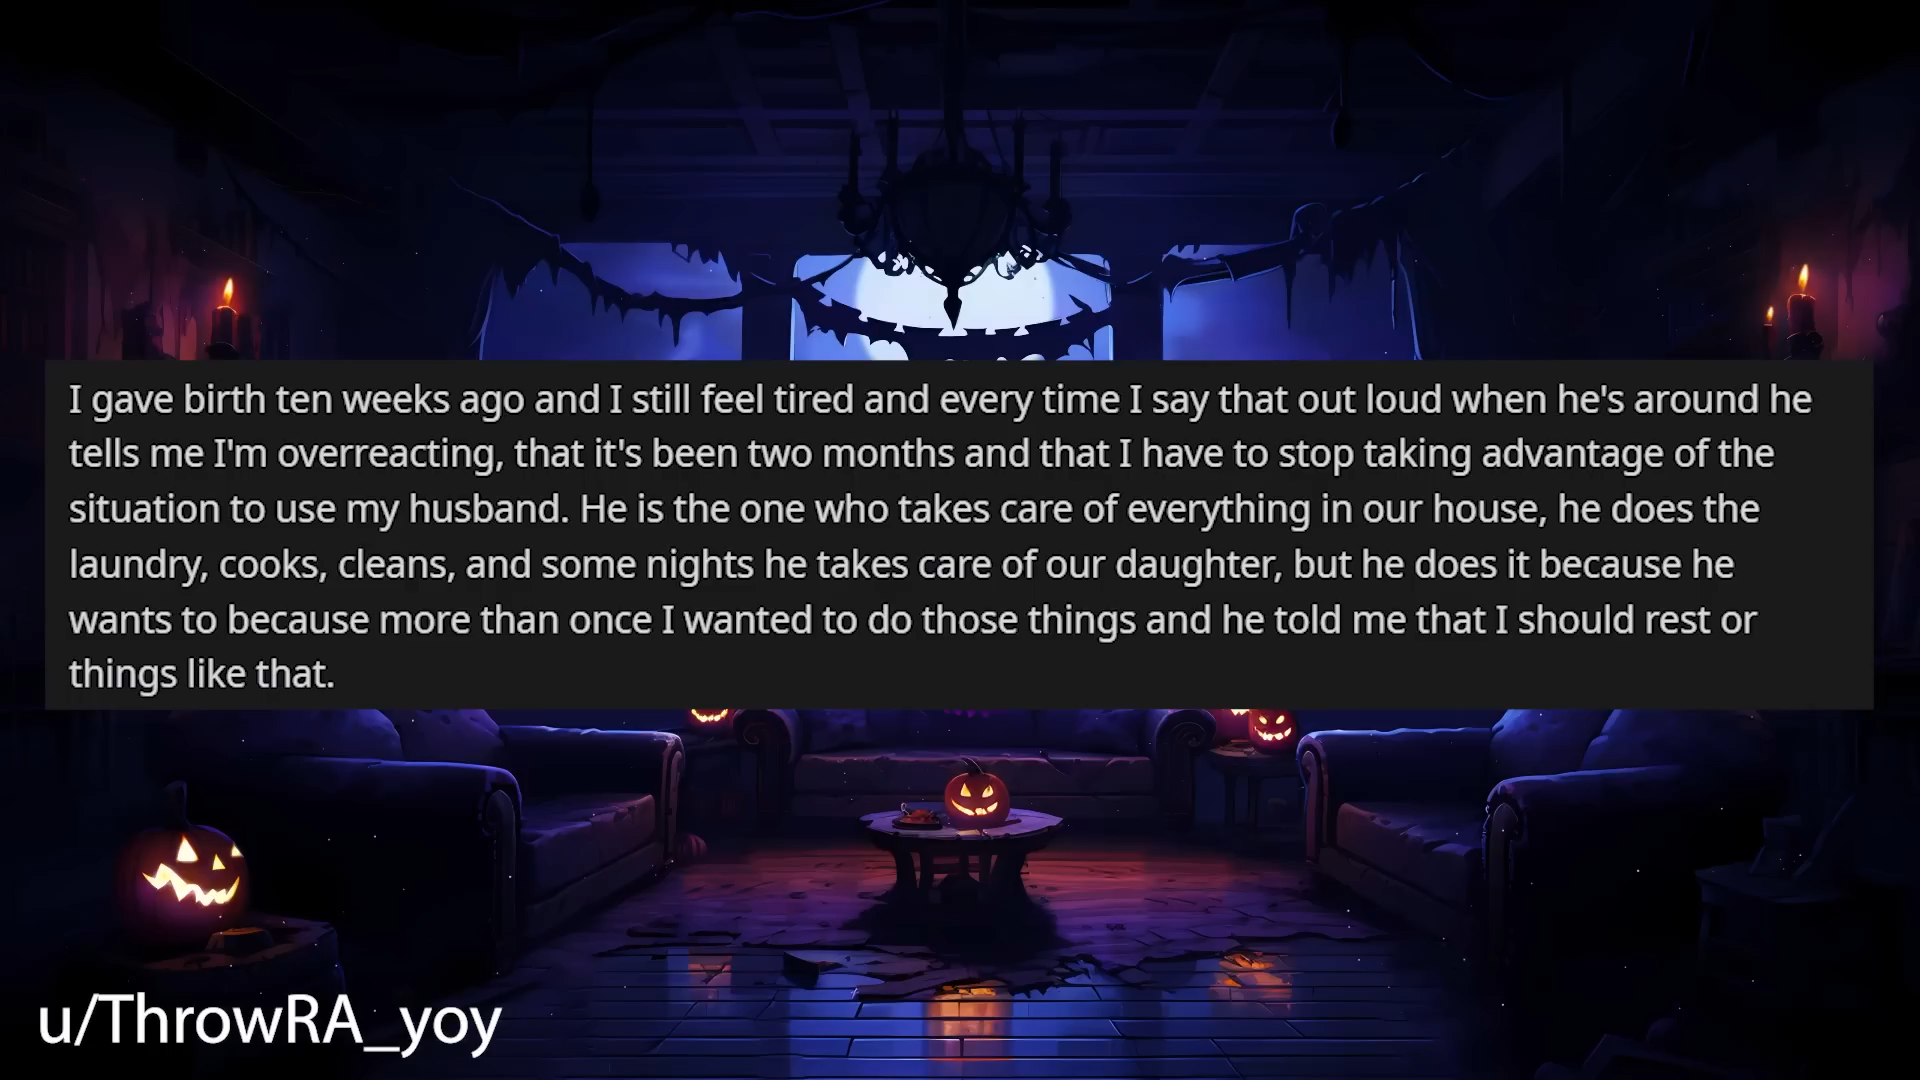 I gave birth ten weeks ago and I still feel tired and every time I say that out loud when he's around he
tells me I'm overreacting, that it's been two months and that I have to stop taking advantage of the
situation to use my husband. He is the one who takes care of everything in our house, he does the
laundry, cooks, cleans, and some nights he takes care of our daughter, but he does it because he
wants to because more than once I wanted to do those things and he told me that I should rest or
things like that.
u/ThrowRA_yoy